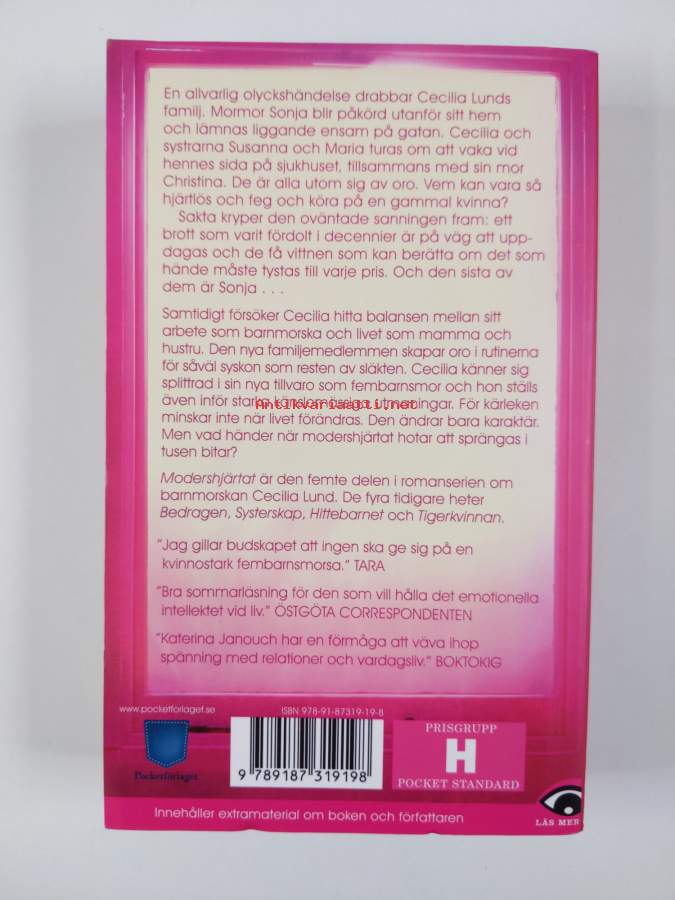 En allvarlig olyckshändelse drabbar Cecilia Lunds
familj. Mormor Sonja blir påkörd utanför sitt hem
och lämnas liggande ensam på gatan. Cecilia och
systrarna Susanna och Maria turas om att vaka vid
hennes sida på sjukhuset, tillsammans med sin mor
Christina. De är alla utom sig av oro. Vem kan vara så
hjärtlös och feg och köra på en gammal kvinna?
Sakta kryper den oväntade sanningen fram: ett
brott som varit fördolt i decennier är på väg att upp-
dagas och de få vittnen som kan berätta om det som
hände måste tystas till varje pris. Och den sista av
dem är Sonja . . .
Samtidigt försöker Cecilia hitta balansen mellan sitt
arbete som barnmorska och livet som mamma och
hustru. Den nya familjemedlemmen skapar oro i rutinerna
för såväl syskon som resten av släkten. Cecilia känner sig
splittrad i sin nya tillvaro som fembarnsmor och hon ställs
även inför starka känslomässiga utmaningar. För kärleken
Antikvariaatti.net
minskar inte när livet förändras. Den ändrar bara karaktär.
Men vad händer när modershjärtat hotar att sprängas i
tusen bitar?
Modershjärtat är den femte delen i romanserien om
barnmorskan Cecilia Lund. De fyra tidigare heter
Bedragen, Systerskap, Hittebarnet och Tigerkvinnan.
"Jag gillar budskapet att ingen ska ge sig på en
kvinnostark fembarnsmorsa." TARA
"Bra sommarläsning för den som vill hålla det emotionella
intellektet vid liv." ÖSTGÖTA CORRESPONDENTEN
"Katerina Janouch har en förmåga att väva ihop
spänning med relationer och vardagsliv." BOKTOKIG
www.pocketforlaget.se
ISBN 978-91-87319-19-8
Pocketförlaget
9 789187 319198
PRISGRUPP
H
POCKET STANDARD
LÄS MER
Innehåller extramaterial om boken och författaren